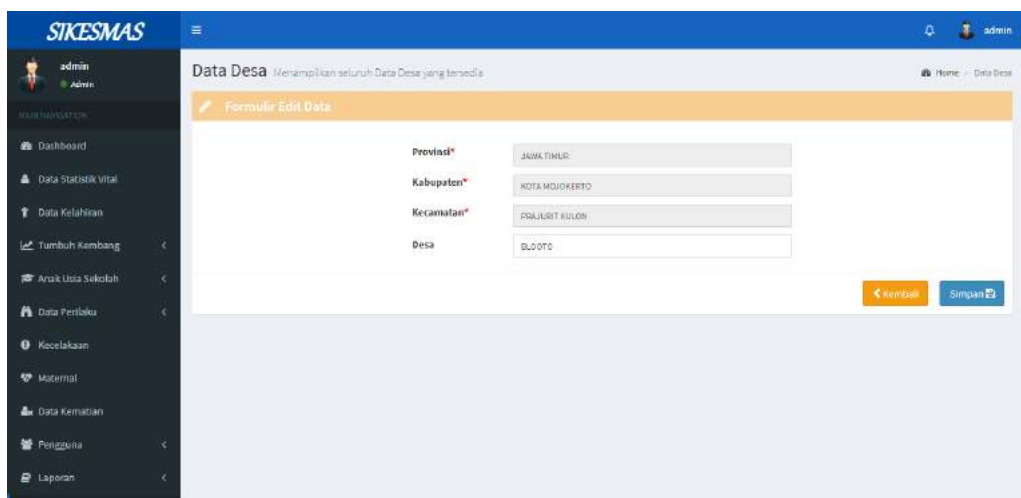 SIKESMAS
admin
admin
Admin
MAIN NAVIGATION
Dashboard
Data Statistik Vital
Data Kelahiran
Tumbuh Kembang
Anak Usia Sekolah
Data Perilaku
Kecelakaan
Maternal
Data Kematian
Pengguna
Laporan
Data Desa Menampilkan seluruh Data Desa yang tersedia
Home / Data Desa
Formulir Edit Data
Provinsi* JAWA TIMUR
Kabupaten* KOTA MOJOKERTO
Kecamatan* PRAJURIT KULON
Desa BLOOTO
Kembali Simpan